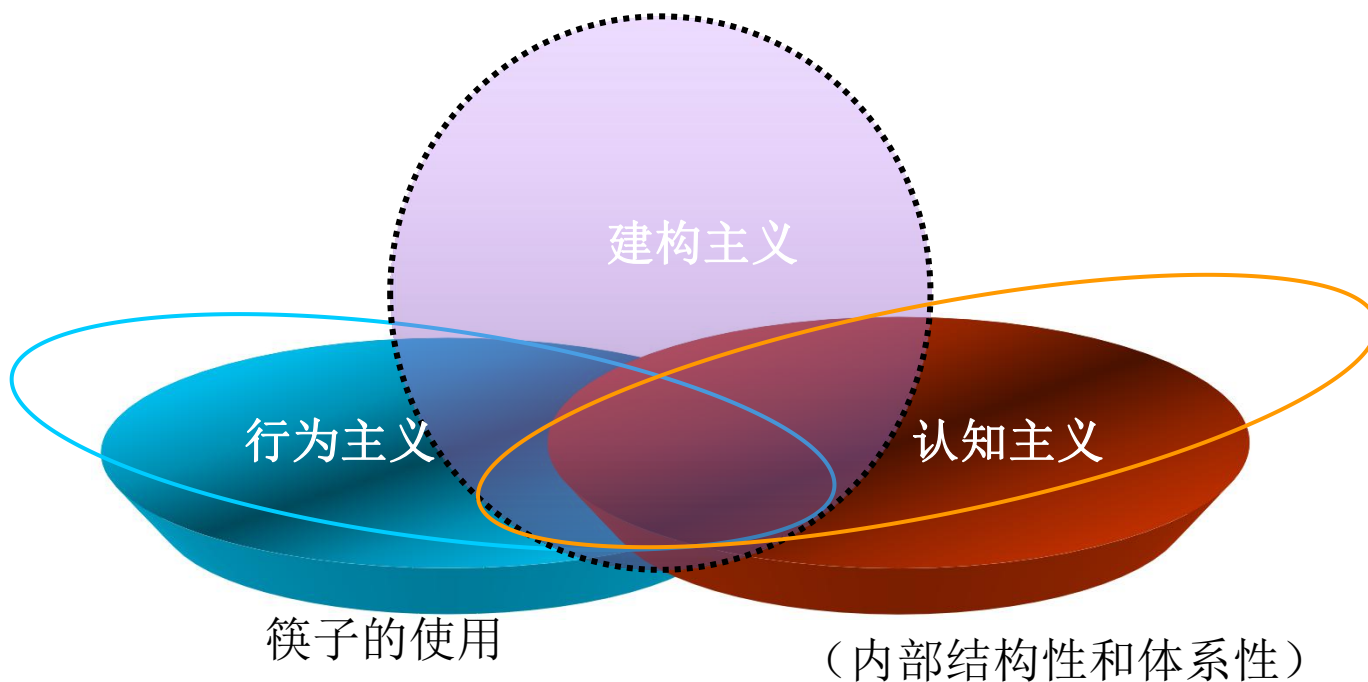 建构主义
行为主义
认知主义
筷子的使用
（内部结构性和体系性）